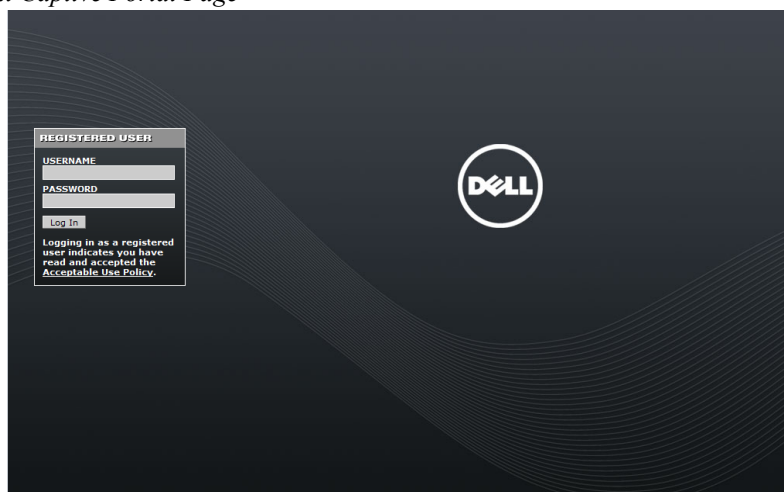 Captive Portal Page
REGISTERED USER
USERNAME
PASSWORD
Log In
Logging in as a registered
user indicates you have
read and accepted the
Acceptable Use Policy.
DELL